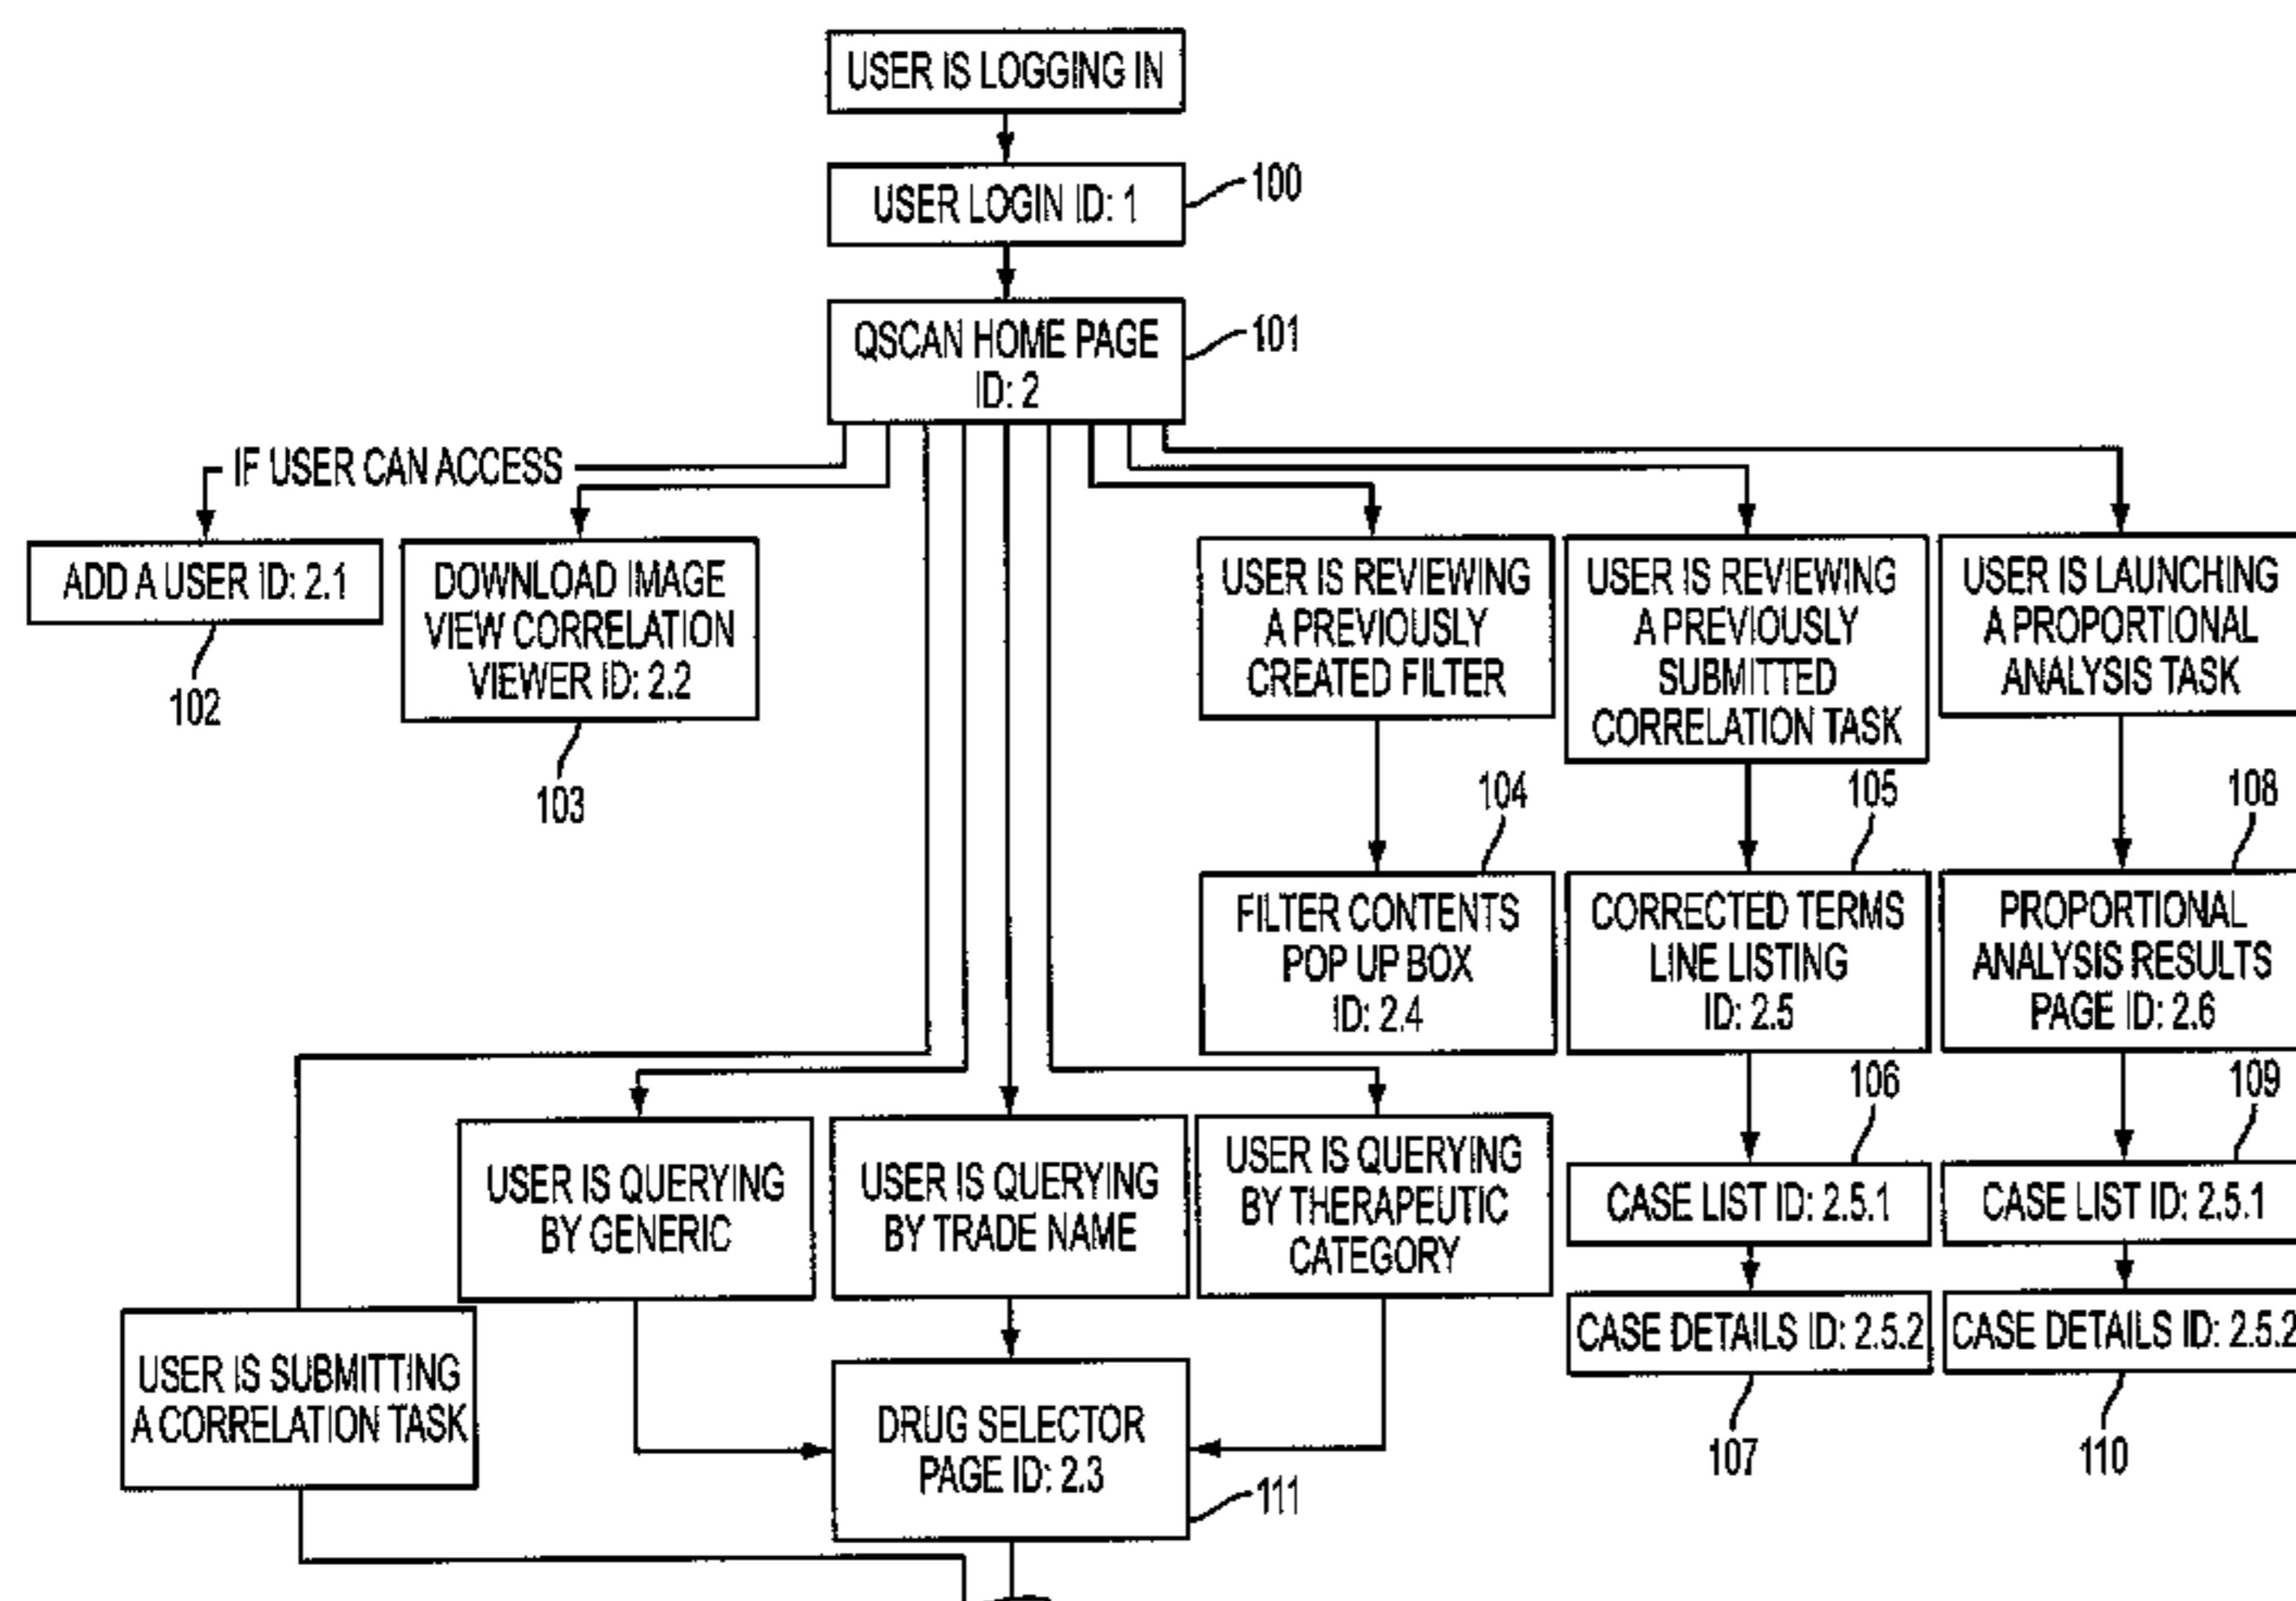 USER IS LOGGING IN
USER LOGIN ID: 1
100
QSCAN HOME PAGE
ID: 2
101
IF USER CAN ACCESS
ADD A USER ID: 2.1
102
DOWNLOAD IMAGE
VIEW CORRELATION
VIEWER ID: 2.2
103
USER IS REVIEWING
A PREVIOUSLY
CREATED FILTER
USER IS REVIEWING
A PREVIOUSLY
SUBMITTED
CORRELATION TASK
USER IS LAUNCHING
A PROPORTIONAL
ANALYSIS TASK
104
FILTER CONTENTS
POP UP BOX
ID: 2.4
105
CORRECTED TERMS
LINE LISTING
ID: 2.5
108
PROPORTIONAL
ANALYSIS RESULTS
PAGE ID: 2.6
106
CASE LIST ID: 2.5.1
109
CASE LIST ID: 2.5.1
CASE DETAILS ID: 2.5.2
107
CASE DETAILS ID: 2.5.2
110
USER IS QUERYING
BY GENERIC
USER IS QUERYING
BY TRADE NAME
USER IS QUERYING
BY THERAPEUTIC
CATEGORY
USER IS SUBMITTING
A CORRELATION TASK
DRUG SELECTOR
PAGE ID: 2.3
111